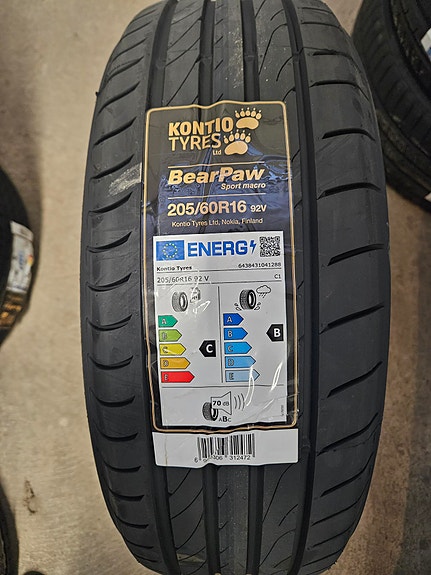 KONTIO
TYRES
Ltd
BearPaw
Sport macro
205/60R16 92V
Kontio Tyres Ltd, Nokia, Finland
ENERG
Kontio Tyres 6438431041288
205/60R16 92 V C1
A A
B B
C B
D
E E
C
70 dB
ABC
312472